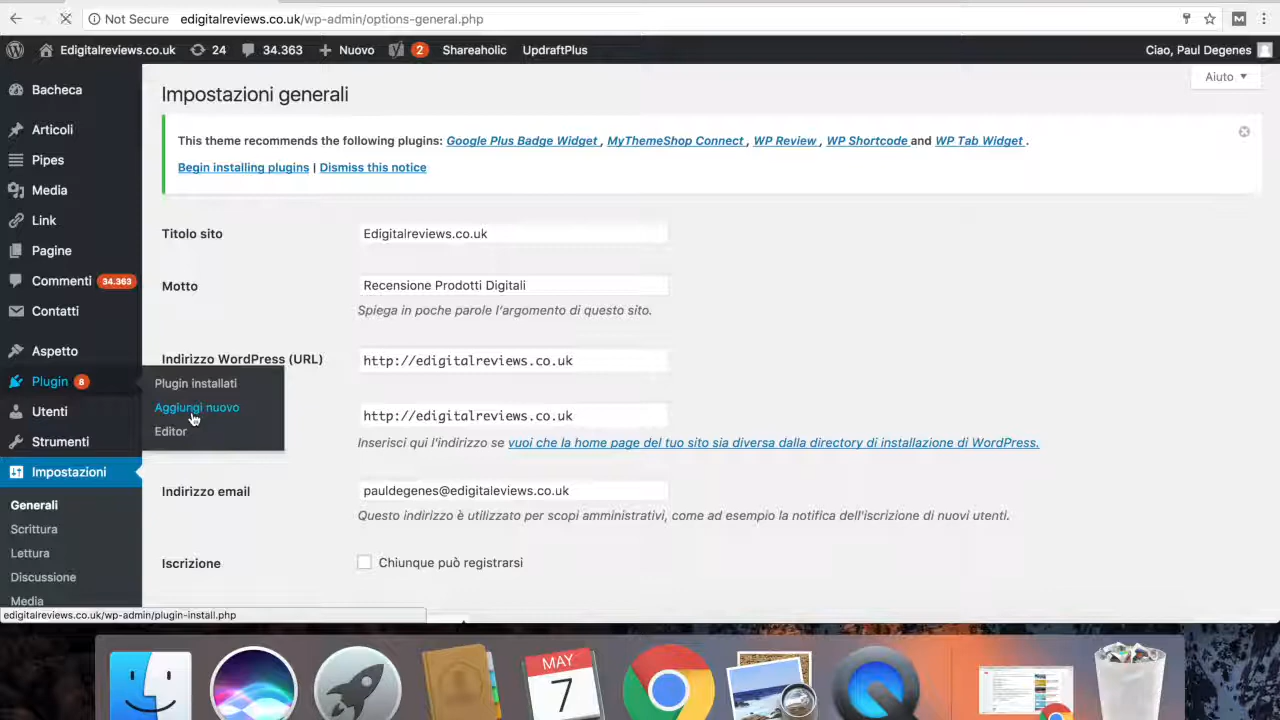 Not Secure edigitalreviews.co.uk/wp-admin/options-general.php
Edigitalreviews.co.uk 24 34.363 Nuovo 2 Shareaholic UpdraftPlus Ciao, Paul Degenes
Aiuto
Bacheca
Articoli
Pipes
Media
Link
Pagine
Commenti 34.363
Contatti
Aspetto
Plugin 8
Utenti
Strumenti
Impostazioni
Generali
Scrittura
Lettura
Discussione
Media
Plugin installati
Aggiungi nuovo
Editor
Impostazioni generali
This theme recommends the following plugins: Google Plus Badge Widget , MyThemeShop Connect , WP Review , WP Shortcode and WP Tab Widget .
Begin installing plugins | Dismiss this notice
Titolo sito Edigitalreviews.co.uk
Motto Recensione Prodotti Digitali
Spiega in poche parole l'argomento di questo sito.
Indirizzo WordPress (URL) http://edigitalreviews.co.uk
http://edigitalreviews.co.uk
Inserisci qui l'indirizzo se vuoi che la home page del tuo sito sia diversa dalla directory di installazione di WordPress.
Indirizzo email pauldegenes@edigitaleviews.co.uk
Questo indirizzo è utilizzato per scopi amministrativi, come ad esempio la notifica dell'iscrizione di nuovi utenti.
Iscrizione Chiunque può registrarsi
edigitalreviews.co.uk/wp-admin/plugin-install.php
MAY
7